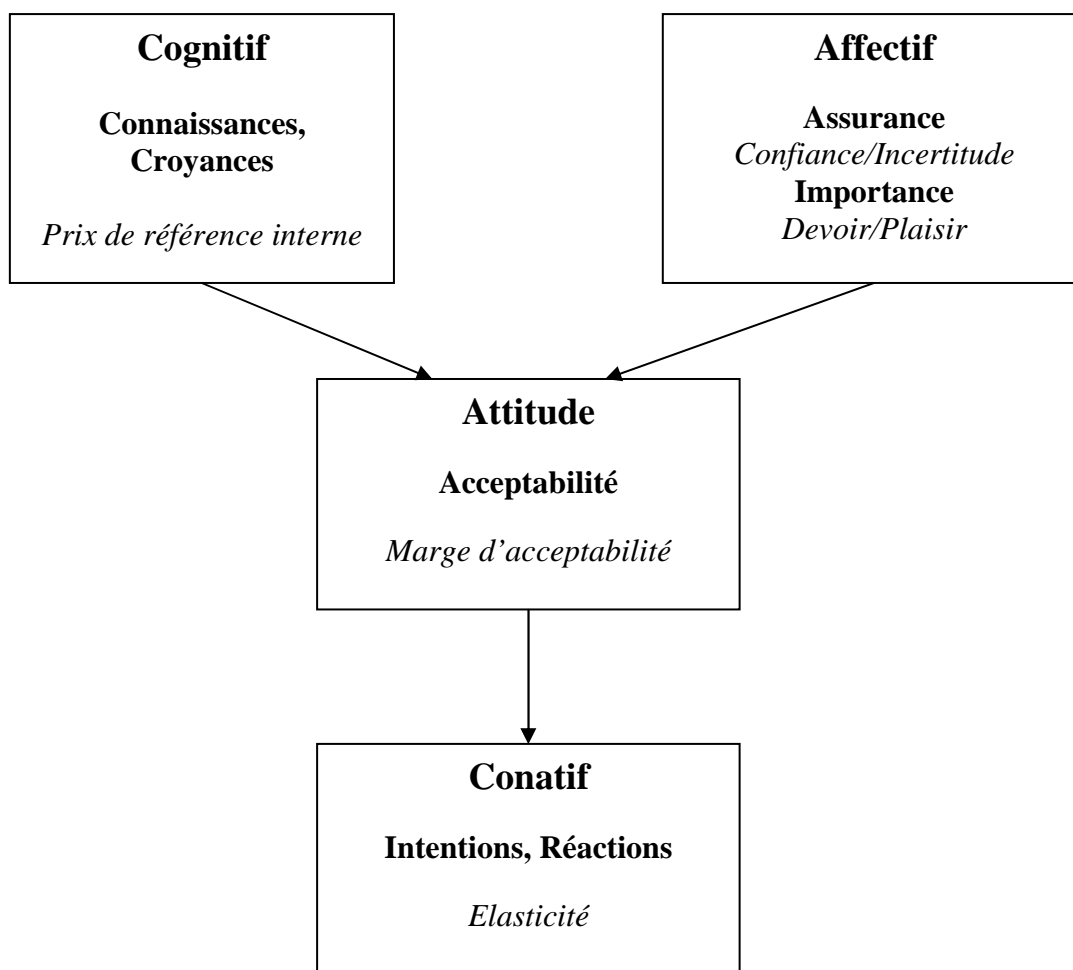 Cognitif
Connaissances,
Croyances
Prix de référence interne
Affectif
Assurance
Confiance/Incertitude
Importance
Devoir/Plaisir
Attitude
Acceptabilité
Marge d’acceptabilité
Conatif
Intentions, Réactions
Elasticité